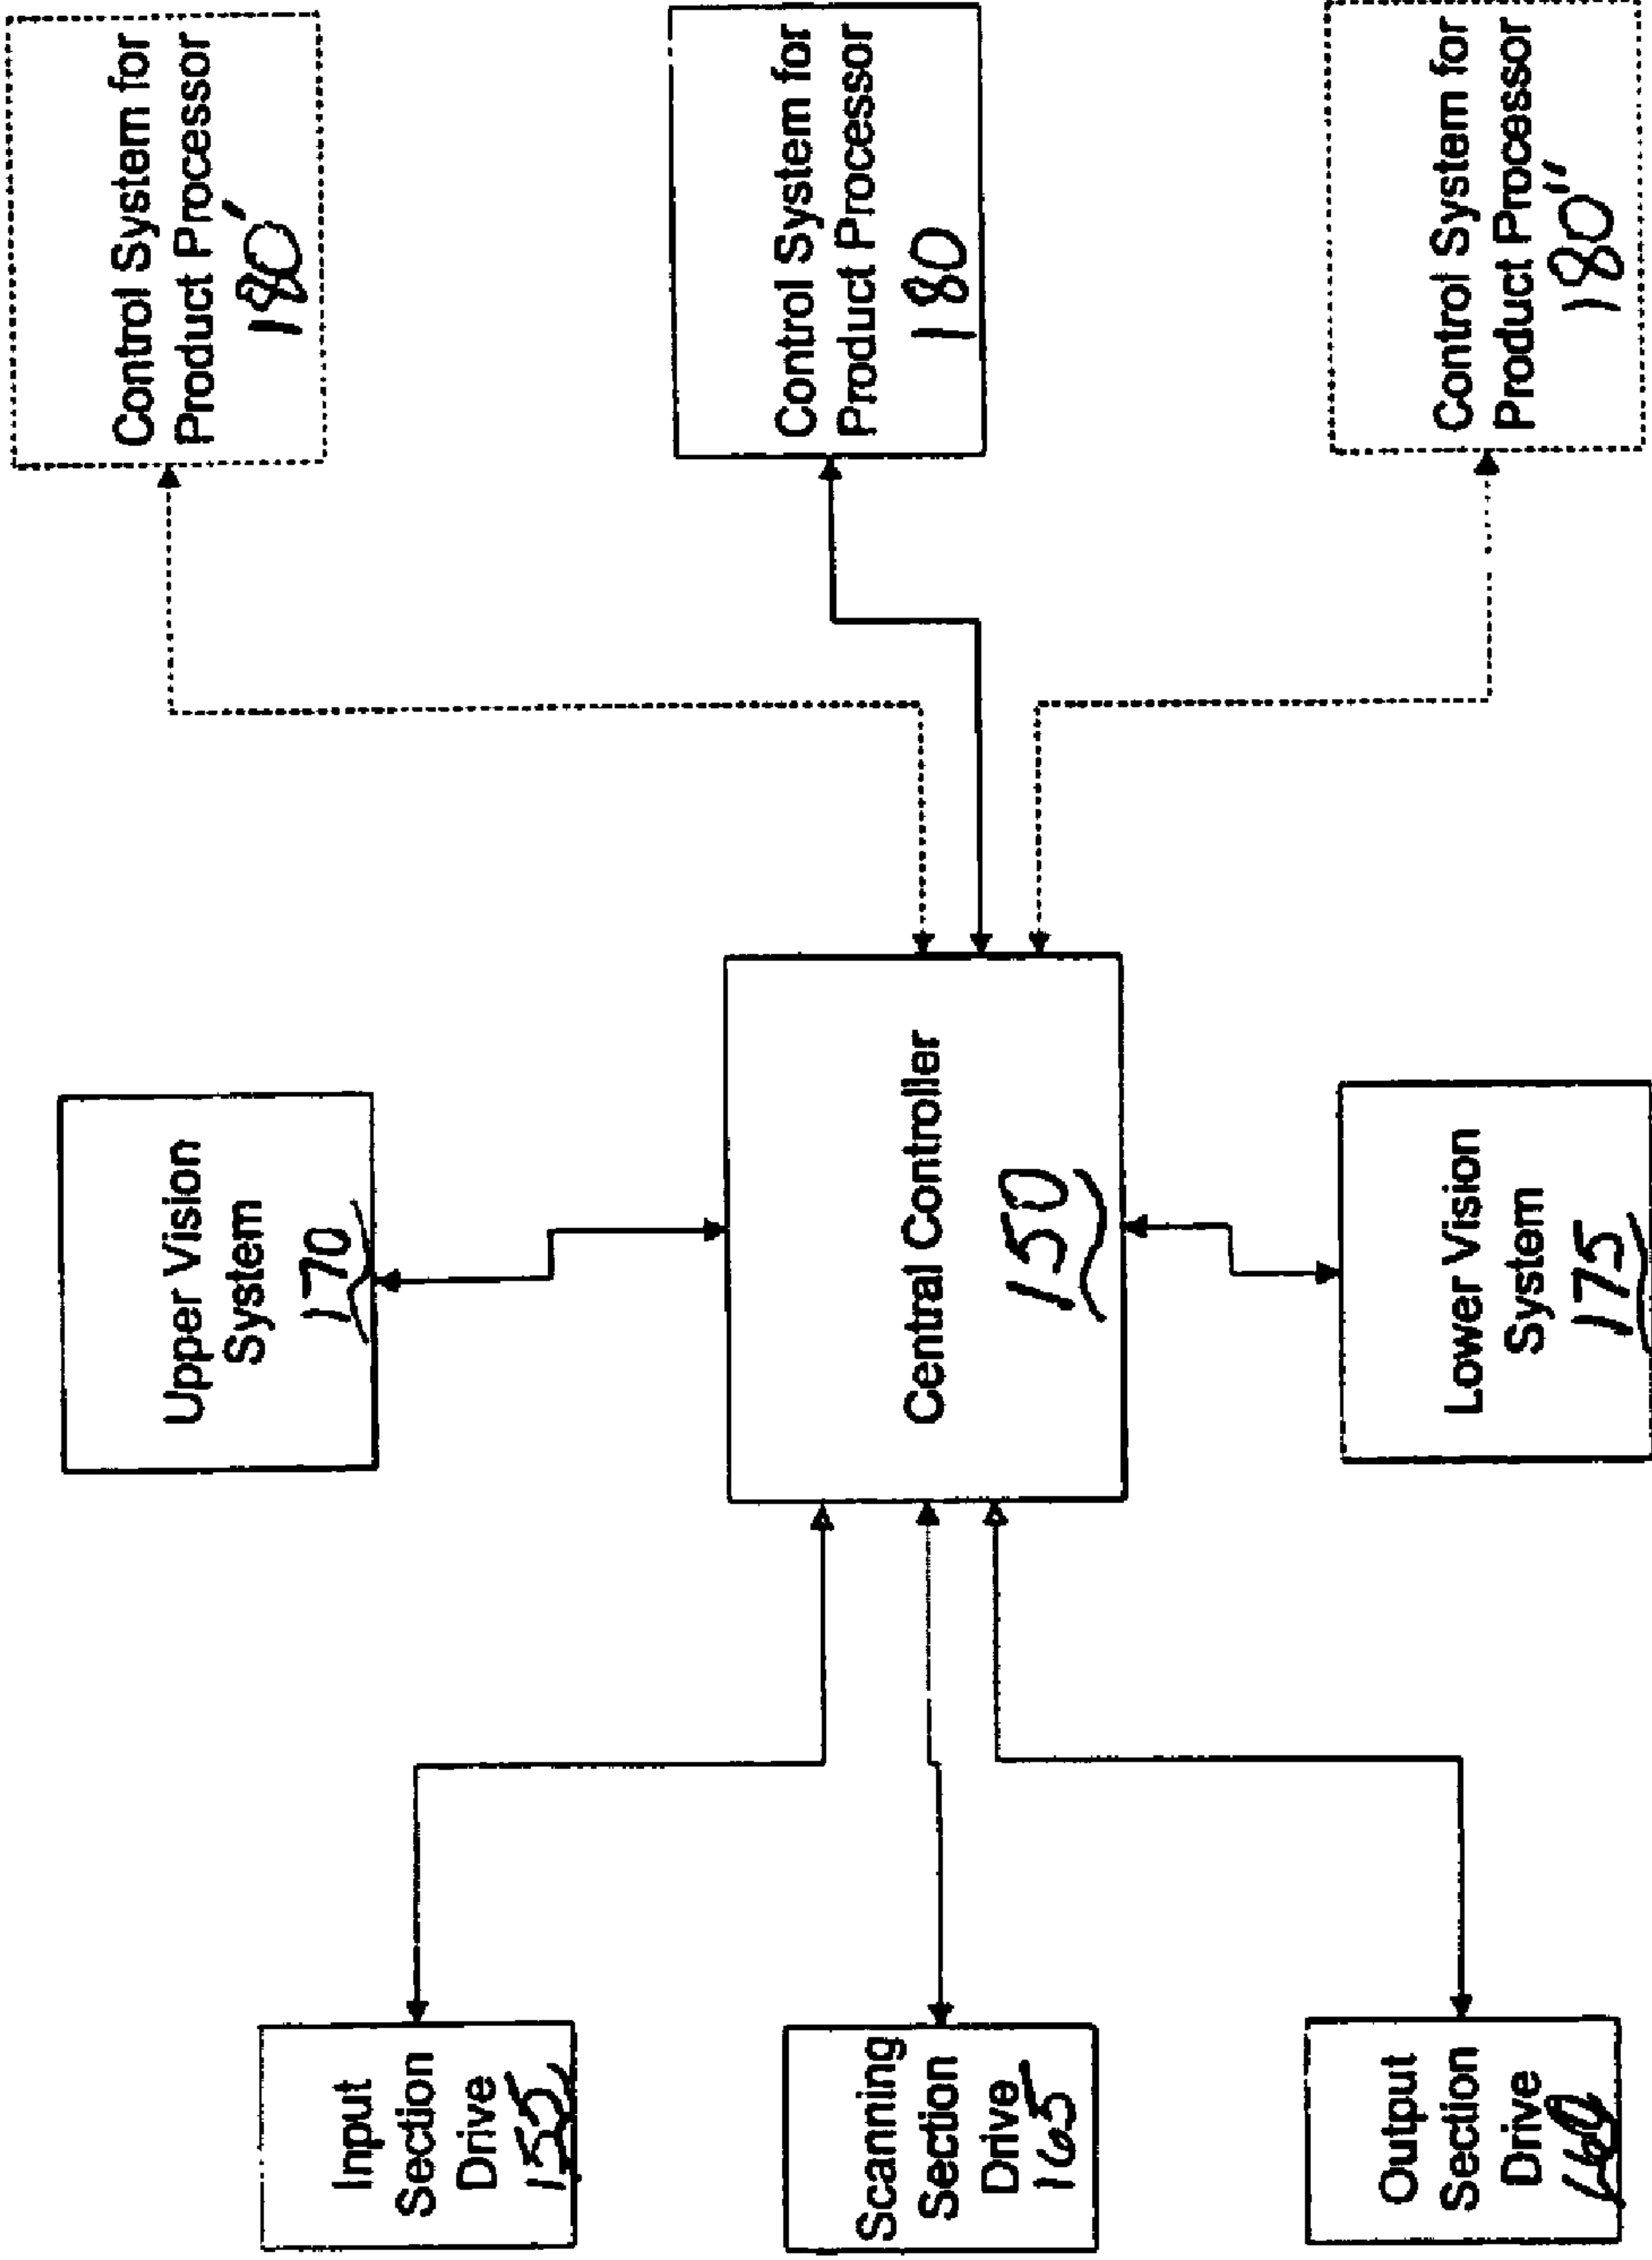 Input
Section
Drive
155
Scanning
Section
Drive
165
Output
Section
Drive
160
Upper Vision
System
170
Central Controller
150
Lower Vision
System
175
Control System for
Product Processor
180'
Control System for
Product Processor
180
Control System for
Product Processor
180"